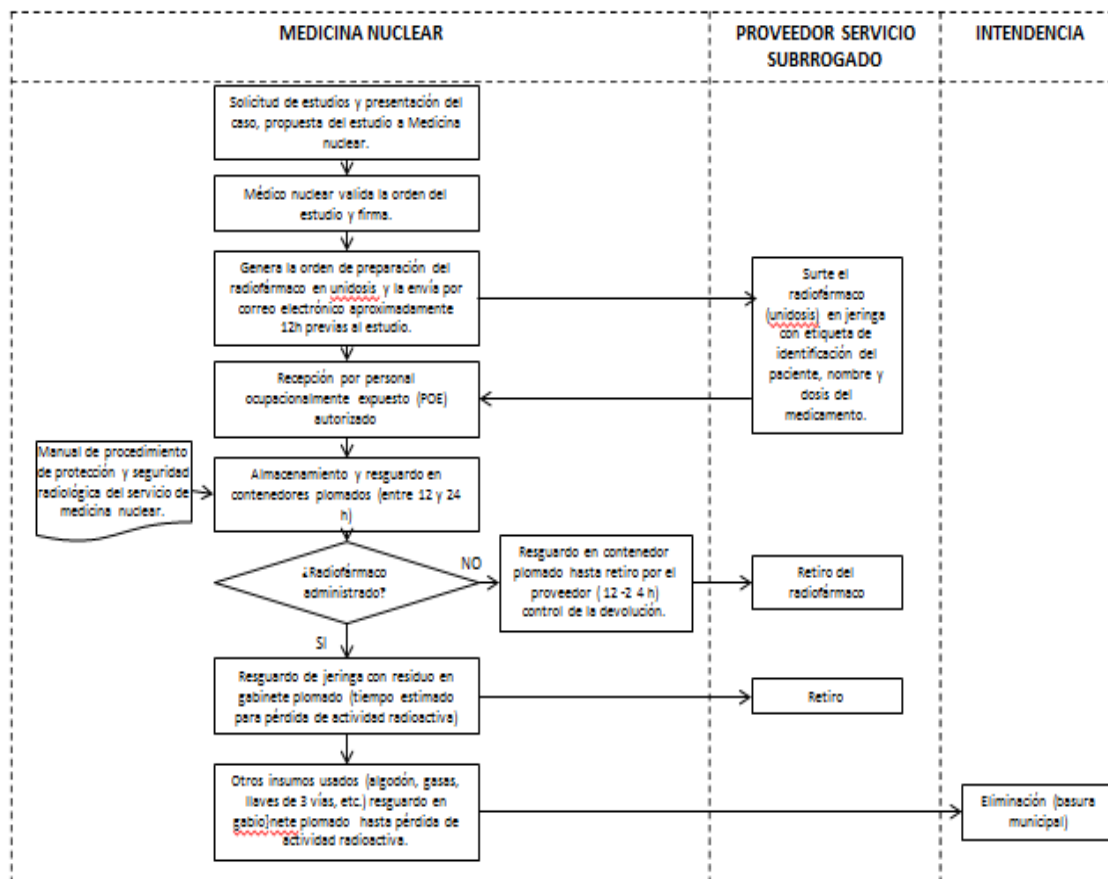 MEDICINA NUCLEAR
PROVEEDOR SERVICIO
SUBRROGADO
INTENDENCIA
Solicitud de estudios y presentación del
caso, propuesta del estudio a Medicina
nuclear.
Médico nuclear valida la orden del
estudio y firma.
Genera la orden de preparación del
radiofármaco en unidosis y la envía por
correo electrónico aproximadamente
12h previas al estudio.
Surte el
radiofármaco
(unidosis) en jeringa
con etiqueta de
identificación del
paciente, nombre y
dosis del
medicamento.
Recepción por personal
ocupacionalmente expuesto (POE)
autorizado
Manual de procedimiento
de protección y seguridad
radiológica del servicio de
medicina nuclear.
Almacenamiento y resguardo en
contenedores plomados (entre 12 y 24
h)
¿Radiofármaco
administrado?
NO
Resguardo en contenedor
plomado hasta retiro por el
proveedor ( 12 -2 4 h)
control de la devolución.
Retiro del
radiofármaco
SI
Resguardo de jeringa con residuo en
gabinete plomado (tiempo estimado
para pérdida de actividad radioactiva)
Retiro
Otros insumos usados (algodón, gasas,
llaves de 3 vías, etc.) resguardo en
gabio]nete plomado hasta pérdida de
actividad radioactiva.
Eliminación (basura
municipal)